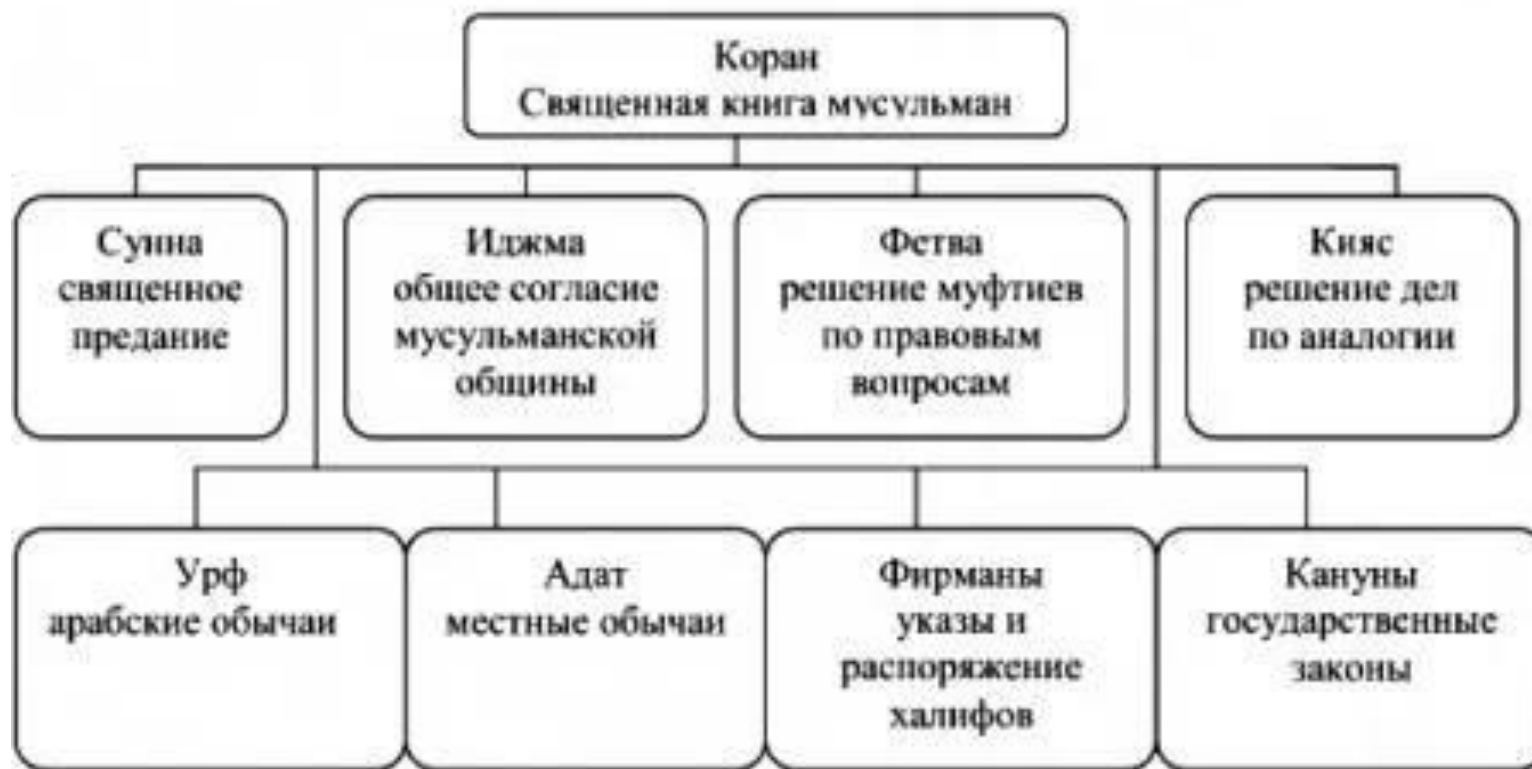 Коран
Священная книга мусульман
Сунна
священное
предание
Иджма
общее согласие
мусульманской
общины
Фетва
решение муфтиев
по правовым
вопросам
Кияс
решение дел
по аналогии
Урф
арабские обычаи
Адат
местные обычаи
Фирманы
указы и
распоряжение
халифов
Кануны
государственные
законы